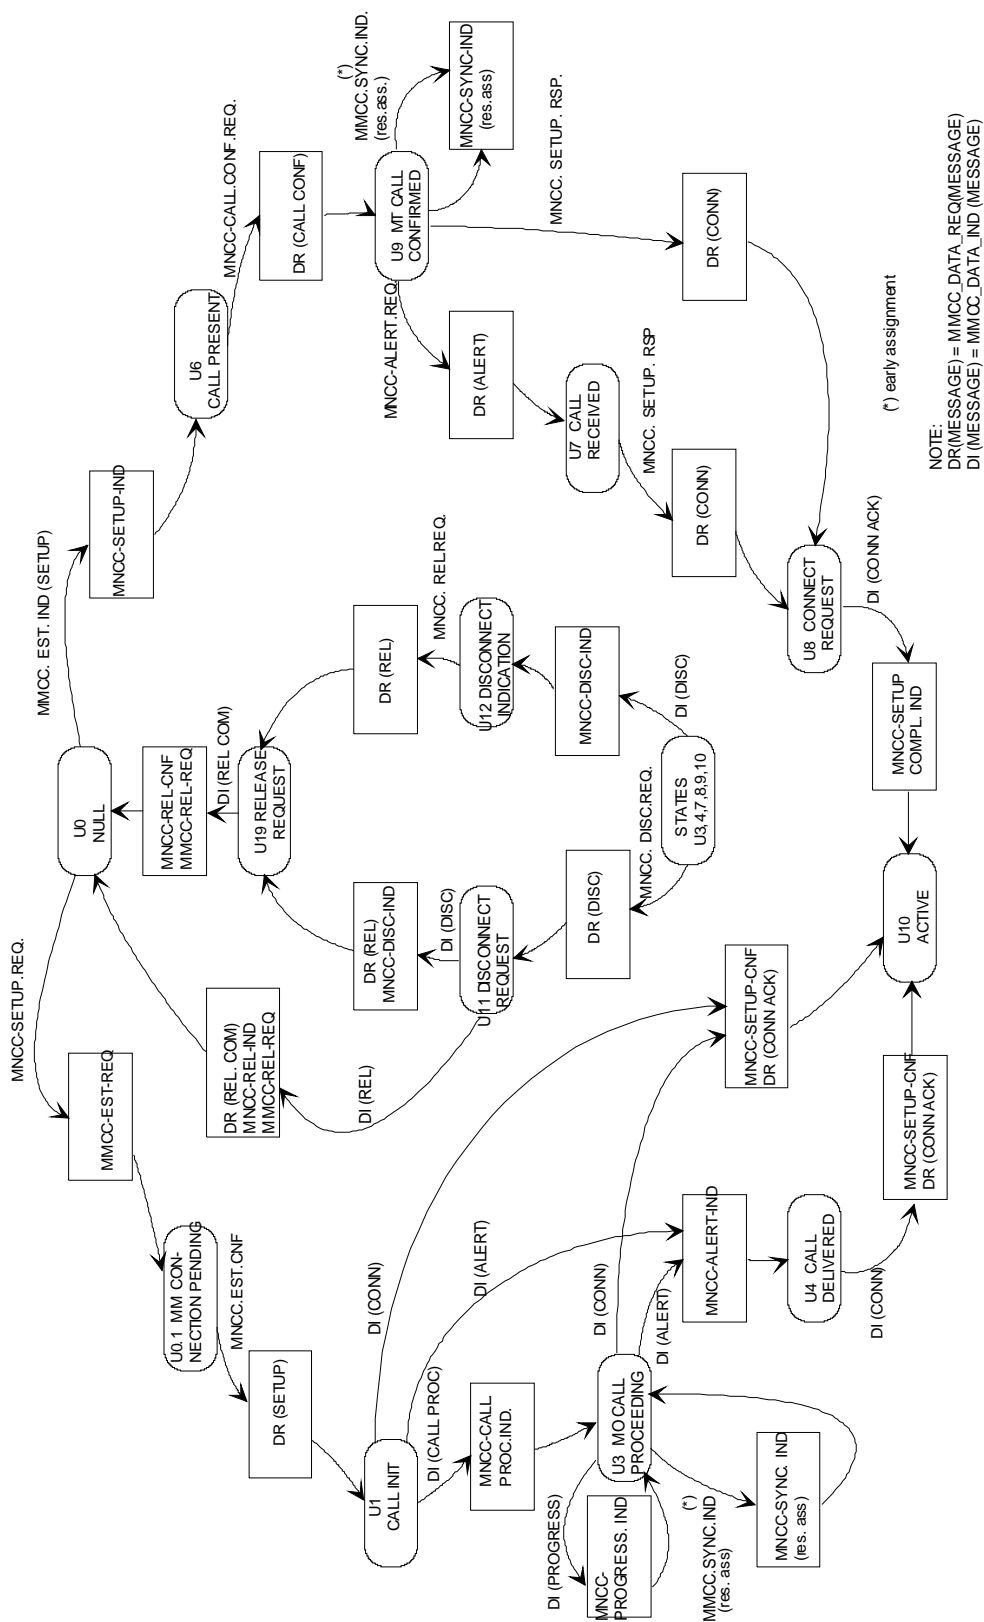 MNCC-SETUP.REQ.
MMCC. EST. IND (SETUP)
U0
NULL
MMCC-EST-REQ
MNCC-SETUP-IND
U0.1 MM CON-
NECTION PENDING
MNCC.EST.CNF
DR (SETUP)
U1
CALL INIT
DI (CALL PROC)
DI (ALERT)
DI (CONN)
MNCC-CALL
PROC.IND.
DI (PROGRESS)
MNCC-
PROGRESS. IND
U3 MO CALL
PROCEEDING
(*)
MMCC.SYNC.IND
(res. ass)
MNCC-SYNC. IND
(res. ass)
DI (CONN)
DI (ALERT)
MNCC-ALERT-IND
U4 CALL
DELIVERED
DI (CONN)
MNCC-SETUP-CNF
DR (CONN ACK)
MNCC-SETUP-CNF
DR (CONN ACK)
U10
ACTIVE
DR (REL. COM)
MNCC-REL-IND
MMCC-REL-REQ
DI (REL)
MNCC-REL-CNF
MMCC-REL-REQ
DI (REL COM)
U19 RELEASE
REQUEST
DR (REL)
MNCC-DISC-IND
DI (DISC)
U11 DISCONNECT
REQUEST
DR (DISC)
MNCC. DISC.REQ.
STATES
U3,4,7,8,9,10
DI (DISC)
MNCC-DISC-IND
U12 DISCONNECT
INDICATION
MNCC. REL.REQ.
DR (REL)
U6
CALL PRESENT
MNCC-CALL.CONF.REQ.
DR (CALL CONF)
U9 MT CALL
CONFIRMED
(*)
MMCC.SYNC.IND.
(res.ass.)
MNCC-SYNC-IND
(res.ass)
MNCC-ALERT.REQ.
DR (ALERT)
U7 CALL
RECEIVED
MNCC. SETUP. RSP
DR (CONN)
MNCC. SETUP. RSP.
DR (CONN)
U8 CONNECT
REQUEST
DI (CONN ACK)
MNCC-SETUP
COMPL. IND
(*) early assignment
NOTE:
DR(MESSAGE) = MMCC_DATA_REQ(MESSAGE)
DI (MESSAGE) = MMCC_DATA_IND (MESSAGE)